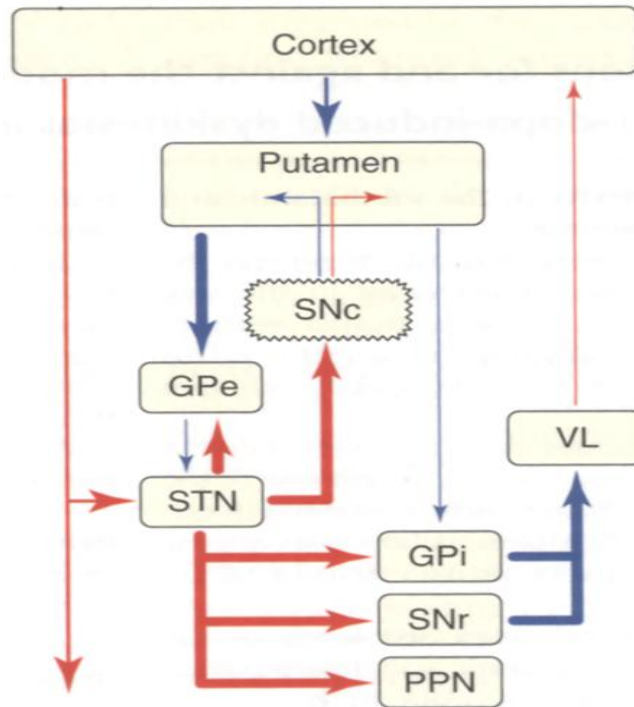 Cortex
Putamen
SNc
GPe
VL
STN
GPi
SNr
PPN